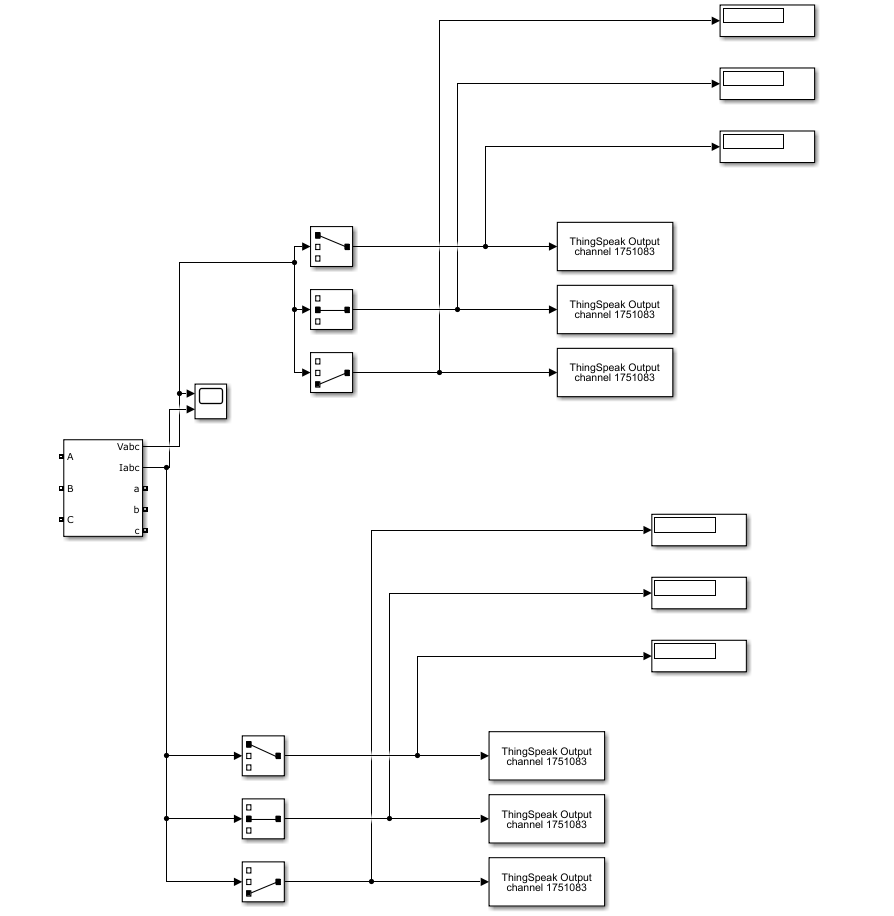 ThingSpeak Output
channel 1751083
ThingSpeak Output
channel 1751083
ThingSpeak Output
channel 1751083
Vabc
A
Iabc
B
a
b
C
c
ThingSpeak Output
channel 1751083
ThingSpeak Output
channel 1751083
ThingSpeak Output
channel 1751083